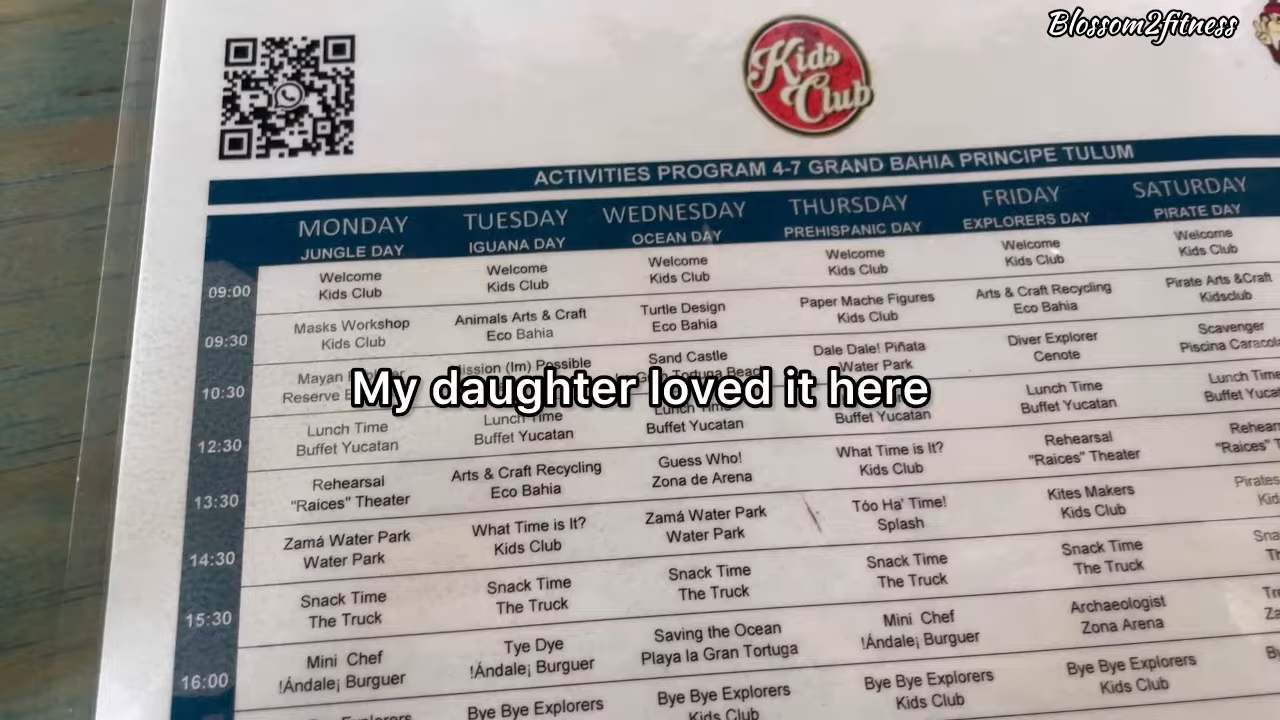 Blossom2fitness
Kids
Club
ACTIVITIES PROGRAM 4-7 GRAND BAHIA PRINCIPE TULUM
MONDAY TUESDAY WEDNESDAY THURSDAY FRIDAY SATURDAY
JUNGLE DAY IGUANA DAY OCEAN DAY PREHISPANIC DAY EXPLORERS DAY PIRATE DAY
09:00 Welcome Welcome Welcome Welcome Welcome Welcome
Kids Club Kids Club Kids Club Kids Club Kids Club Kids Club
09:30 Masks Workshop Animals Arts & Craft Turtle Design Paper Mache Figures Arts & Craft Recycling Pirate Arts &Craft
Kids Club Eco Bahia Eco Bahia Kids Club Eco Bahia Kidsclub
10:30 Mayan (Im) Possible Sand Castle Dale Dale! Piñata Diver Explorer Scavenger
Reserve Water Park Cenote Piscina
My daughter loved it here
12:30 Lunch Time Lunch Time Lunch Time Lunch Time Lunch Time
Buffet Yucatan Buffet Yucatan Buffet Yucatan Buffet Yucatan Buffet Yucatan Buffet
13:30 Rehearsal Arts & Craft Recycling Guess Who! What Time is It? Rehearsal
"Raices" Theater Eco Bahia Zona de Arena Kids Club "Raices" Theater "Raices"
14:30 Zamá Water Park What Time is It? Zamá Water Park Tóo Ha' Time! Kites Makers Pirates
Water Park Kids Club Water Park Splash Kids Club
15:30 Snack Time Snack Time Snack Time Snack Time Snack Time
The Truck The Truck The Truck The Truck The Truck
16:00 Mini Chef Tye Dye Saving the Ocean Mini Chef Archaeologist
!Ándale¡ Burguer !Ándale¡ Burguer Playa la Gran Tortuga !Ándale¡ Burguer Zona Arena
Bye Bye Explorers Bye Bye Explorers Bye Bye Explorers Bye Bye Explorers
Kids Club Kids Club Kids Club